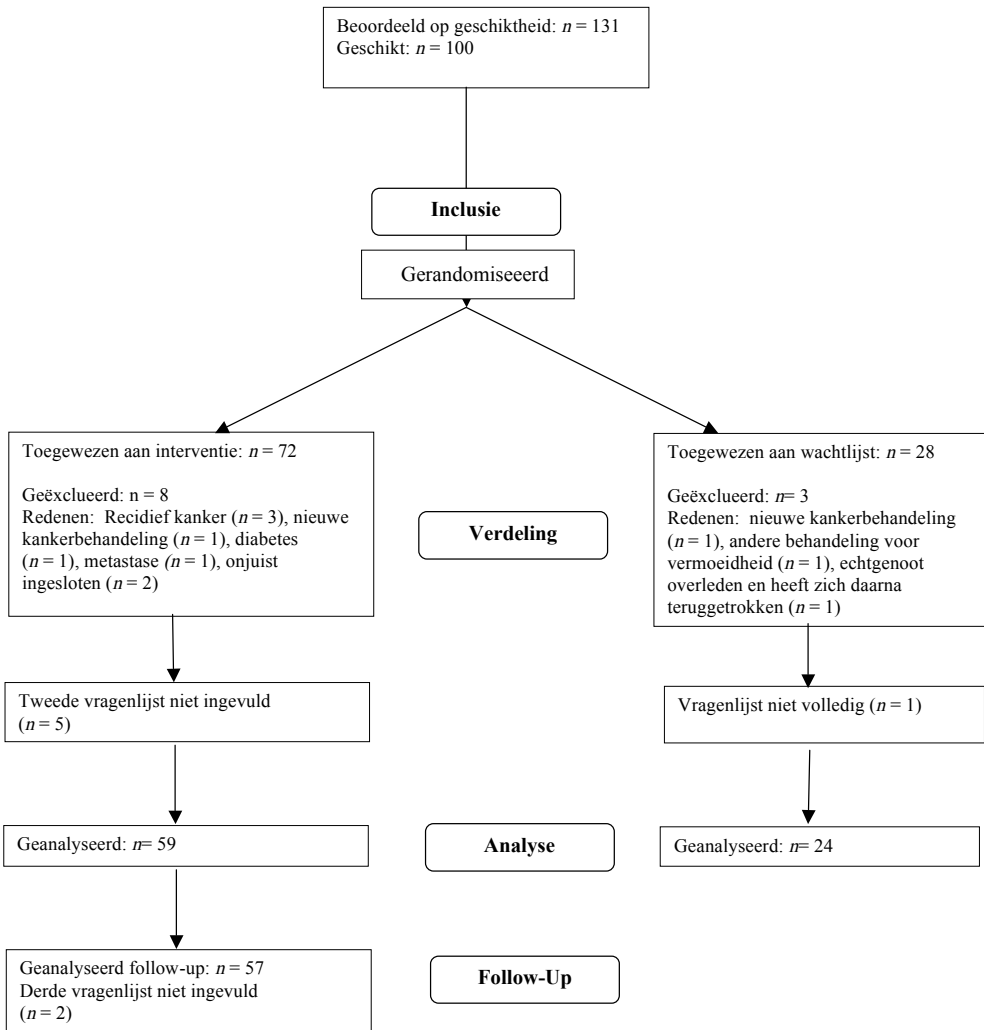 Beoordeeld op geschiktheid: n = 131
Geschikt: n = 100
Inclusie
Gerandomiseeerd
Toegewezen aan interventie: n = 72
Geëxclueerd: n = 8
Redenen: Recidief kanker (n = 3), nieuwe
kankerbehandeling (n = 1), diabetes
(n = 1), metastase (n = 1), onjuist
ingesloten (n = 2)
Verdeling
Toegewezen aan wachtlijst: n = 28
Geëxclueerd: n= 3
Redenen: nieuwe kankerbehandeling
(n = 1), andere behandeling voor
vermoeidheid (n = 1), echtgenoot
overleden en heeft zich daarna
teruggetrokken (n = 1)
Tweede vragenlijst niet ingevuld
(n = 5)
Vragenlijst niet volledig (n = 1)
Geanalyseerd: n= 59
Analyse
Geanalyseerd: n= 24
Geanalyseerd follow-up: n = 57
Derde vragenlijst niet ingevuld
(n = 2)
Follow-Up